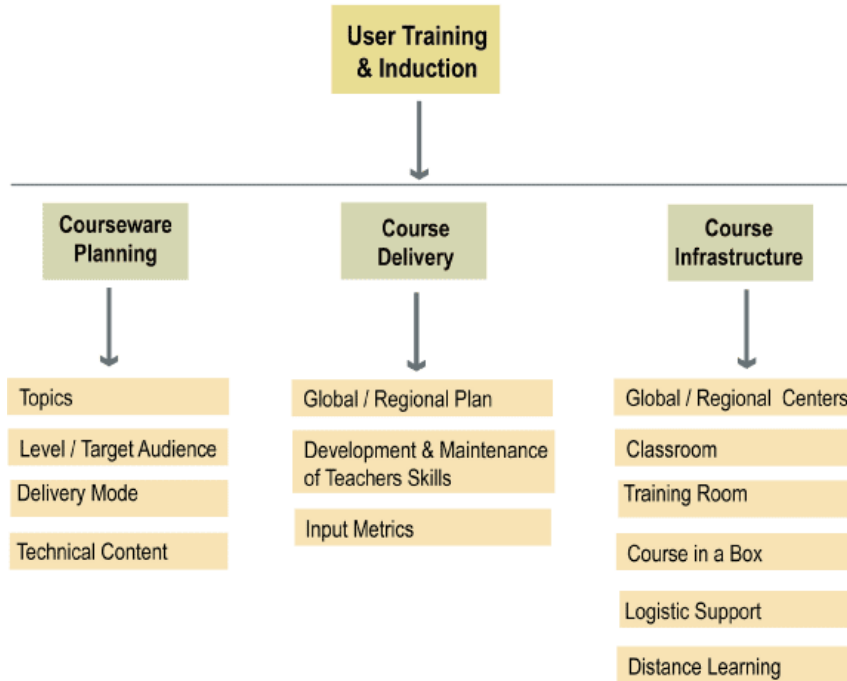 User Training
& Induction
Courseware
Planning
Course
Delivery
Course
Infrastructure
Topics
Level / Target Audience
Delivery Mode
Technical Content
Global / Regional Plan
Development & Maintenance
of Teachers Skills
Input Metrics
Global / Regional Centers
Classroom
Training Room
Course in a Box
Logistic Support
Distance Learning